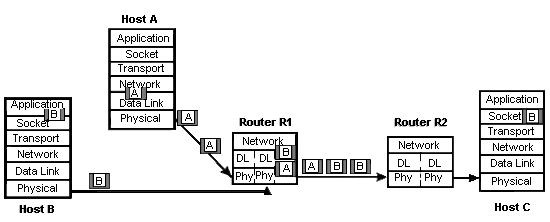 Host A
Application
Socket
Transport
Network
A
Data Link
Physical
A
A
Application
B
Socket
Transport
Network
Data Link
Physical
B
Host B
Router R1
Network
B
DL DL
A
Phy Phy
A B B
Router R2
Network
DL DL
Phy Phy
Application
Socket B
Transport
Network
Data Link
Physical
Host C